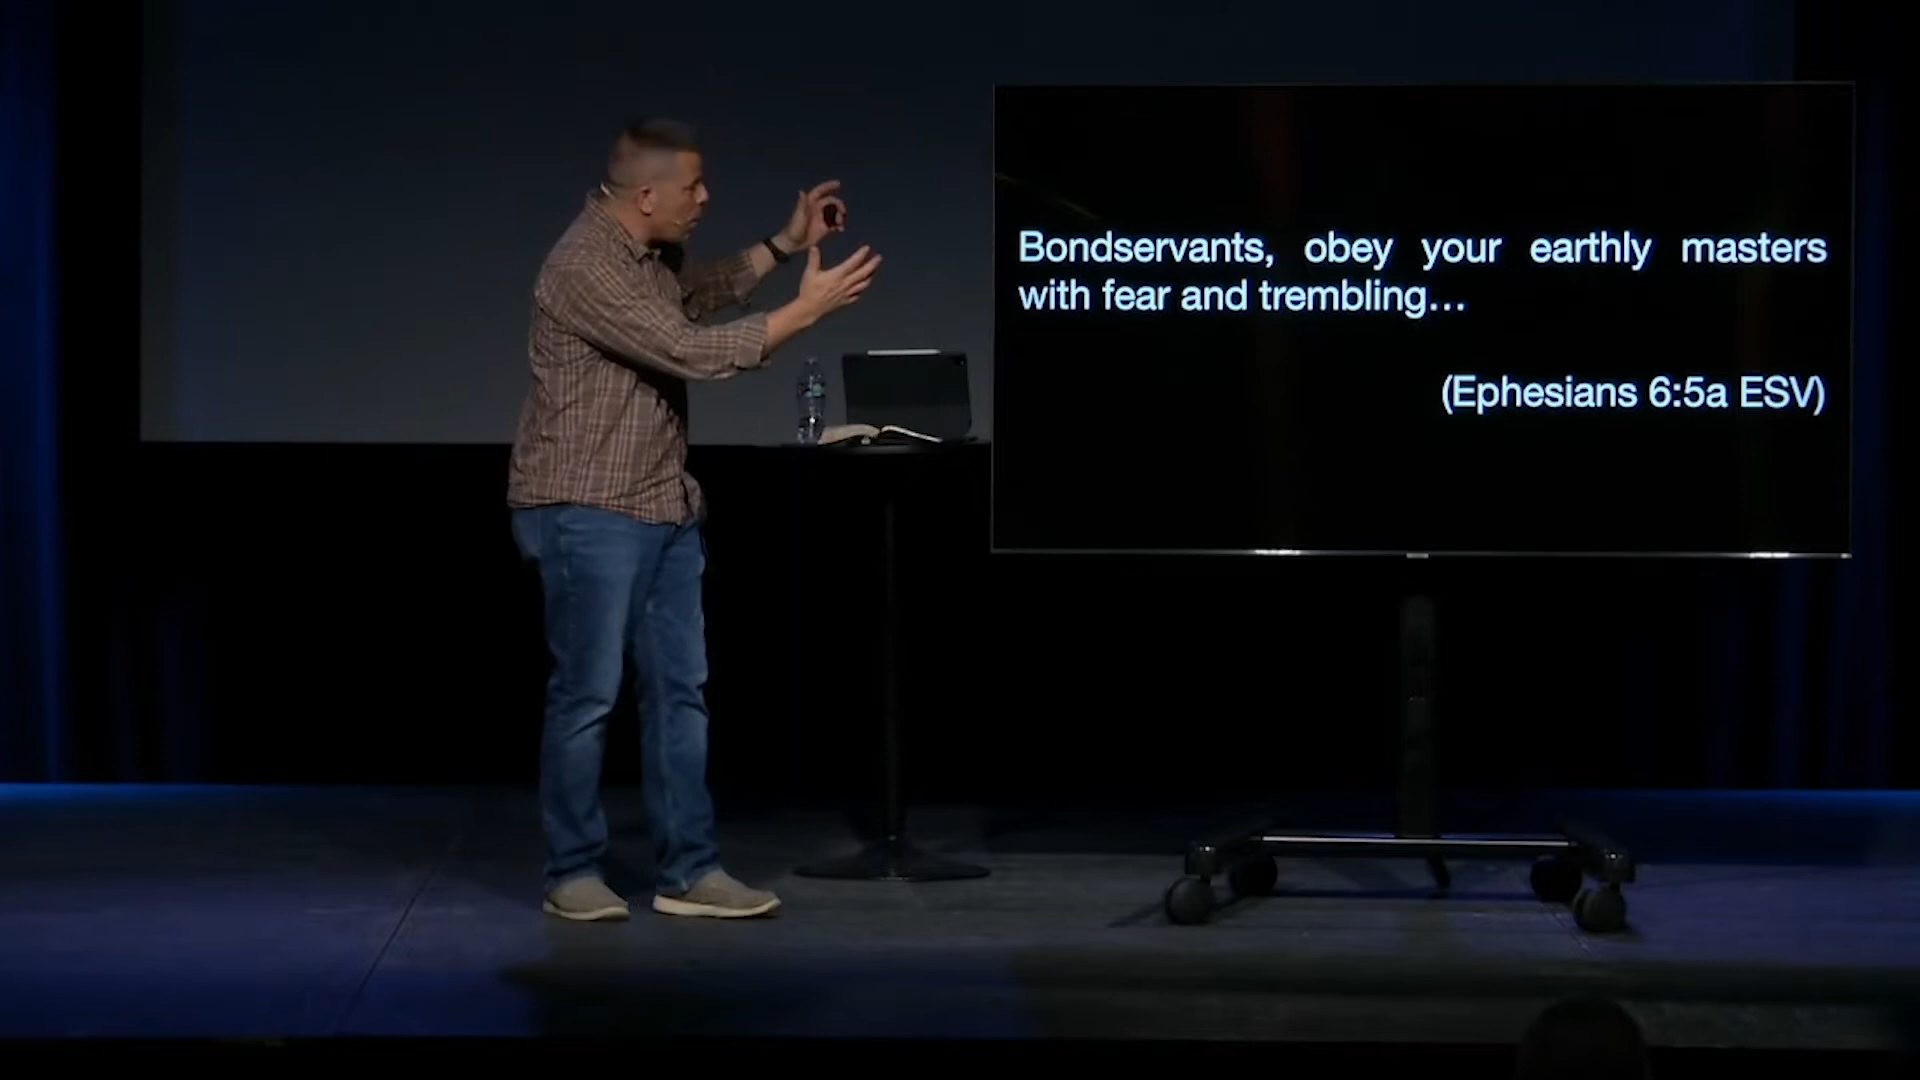 Bondservants, obey your earthly masters
with fear and trembling...
(Ephesians 6:5a ESV)